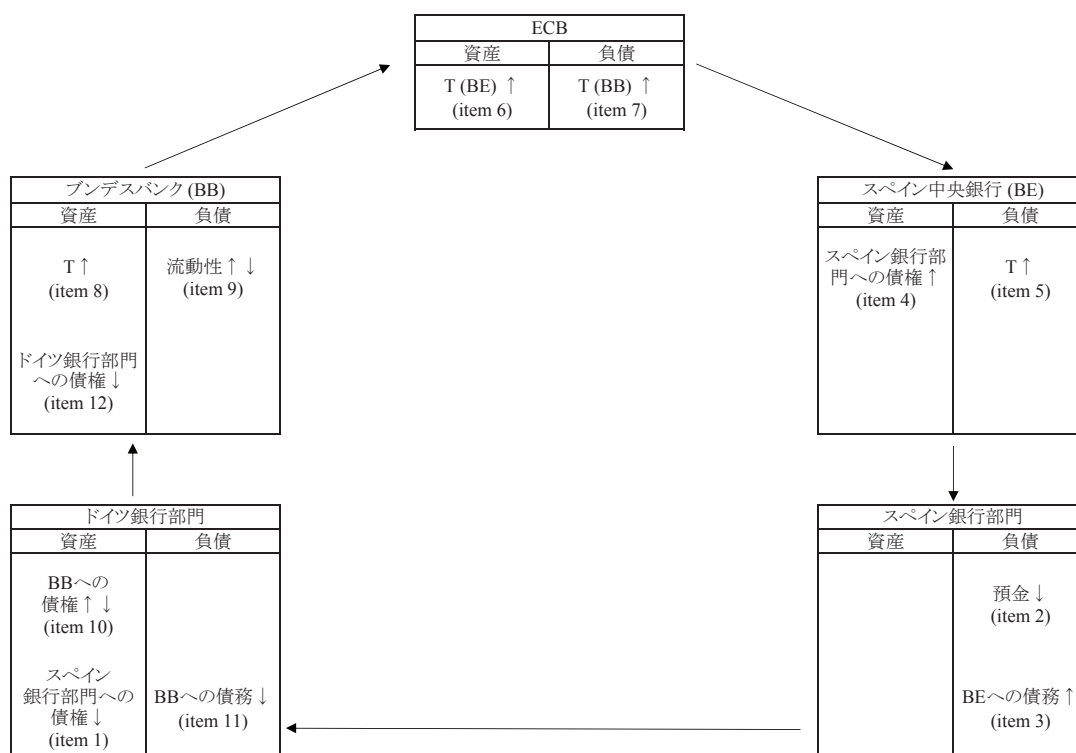 ECB
資産 負債
T (BE) ↑ T (BB) ↑
(item 6) (item 7)
ブンデスバンク (BB)
資産 負債
T ↑ 流動性 ↑ ↓
(item 8) (item 9)
ドイツ銀行部門
への債権 ↓
(item 12)
スペイン中央銀行 (BE)
資産 負債
スペイン銀行部
門への債権 ↑
(item 4)
T ↑
(item 5)
ドイツ銀行部門
資産 負債
BBへの
債権 ↑ ↓
(item 10)
スペイン
銀行部門への
債権 ↓
(item 1)
BBへの債務 ↓
(item 11)
スペイン銀行部門
資産 負債
預金 ↓
(item 2)
BEへの債務 ↑
(item 3)